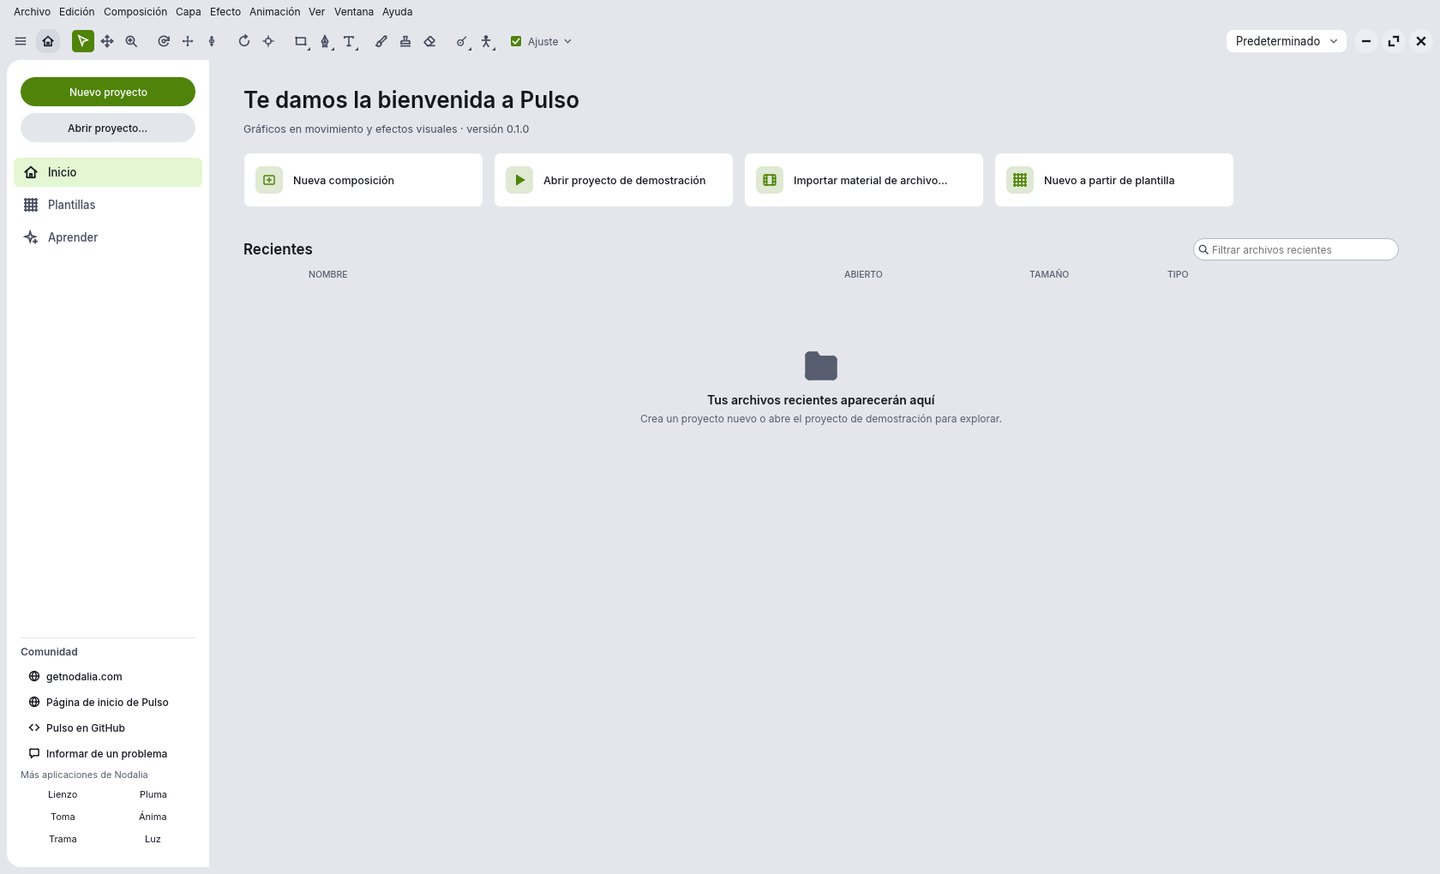 Archivo Edición Composición Capa Efecto Animación Ver Ventana Ayuda
Ajuste
Predeterminado
Nuevo proyecto
Abrir proyecto...
Inicio
Plantillas
Aprender
Te damos la bienvenida a Pulso
Gráficos en movimiento y efectos visuales · versión 0.1.0
Nueva composición
Abrir proyecto de demostración
Importar material de archivo...
Nuevo a partir de plantilla
Recientes
Filtrar archivos recientes
NOMBRE ABIERTO TAMAÑO TIPO
Tus archivos recientes aparecerán aquí
Crea un proyecto nuevo o abre el proyecto de demostración para explorar.
Comunidad
getnodalia.com
Página de inicio de Pulso
Pulso en GitHub
Informar de un problema
Más aplicaciones de Nodalia
Lienzo Pluma
Toma Ánima
Trama Luz